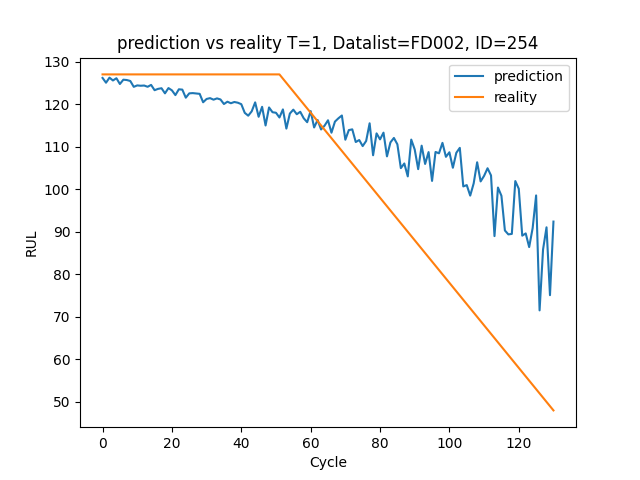 prediction vs reality T=1, Datalist=FD002, ID=254
prediction
reality
RUL
130
120
110
100
90
80
70
60
50
0 20 40 60 80 100 120
Cycle